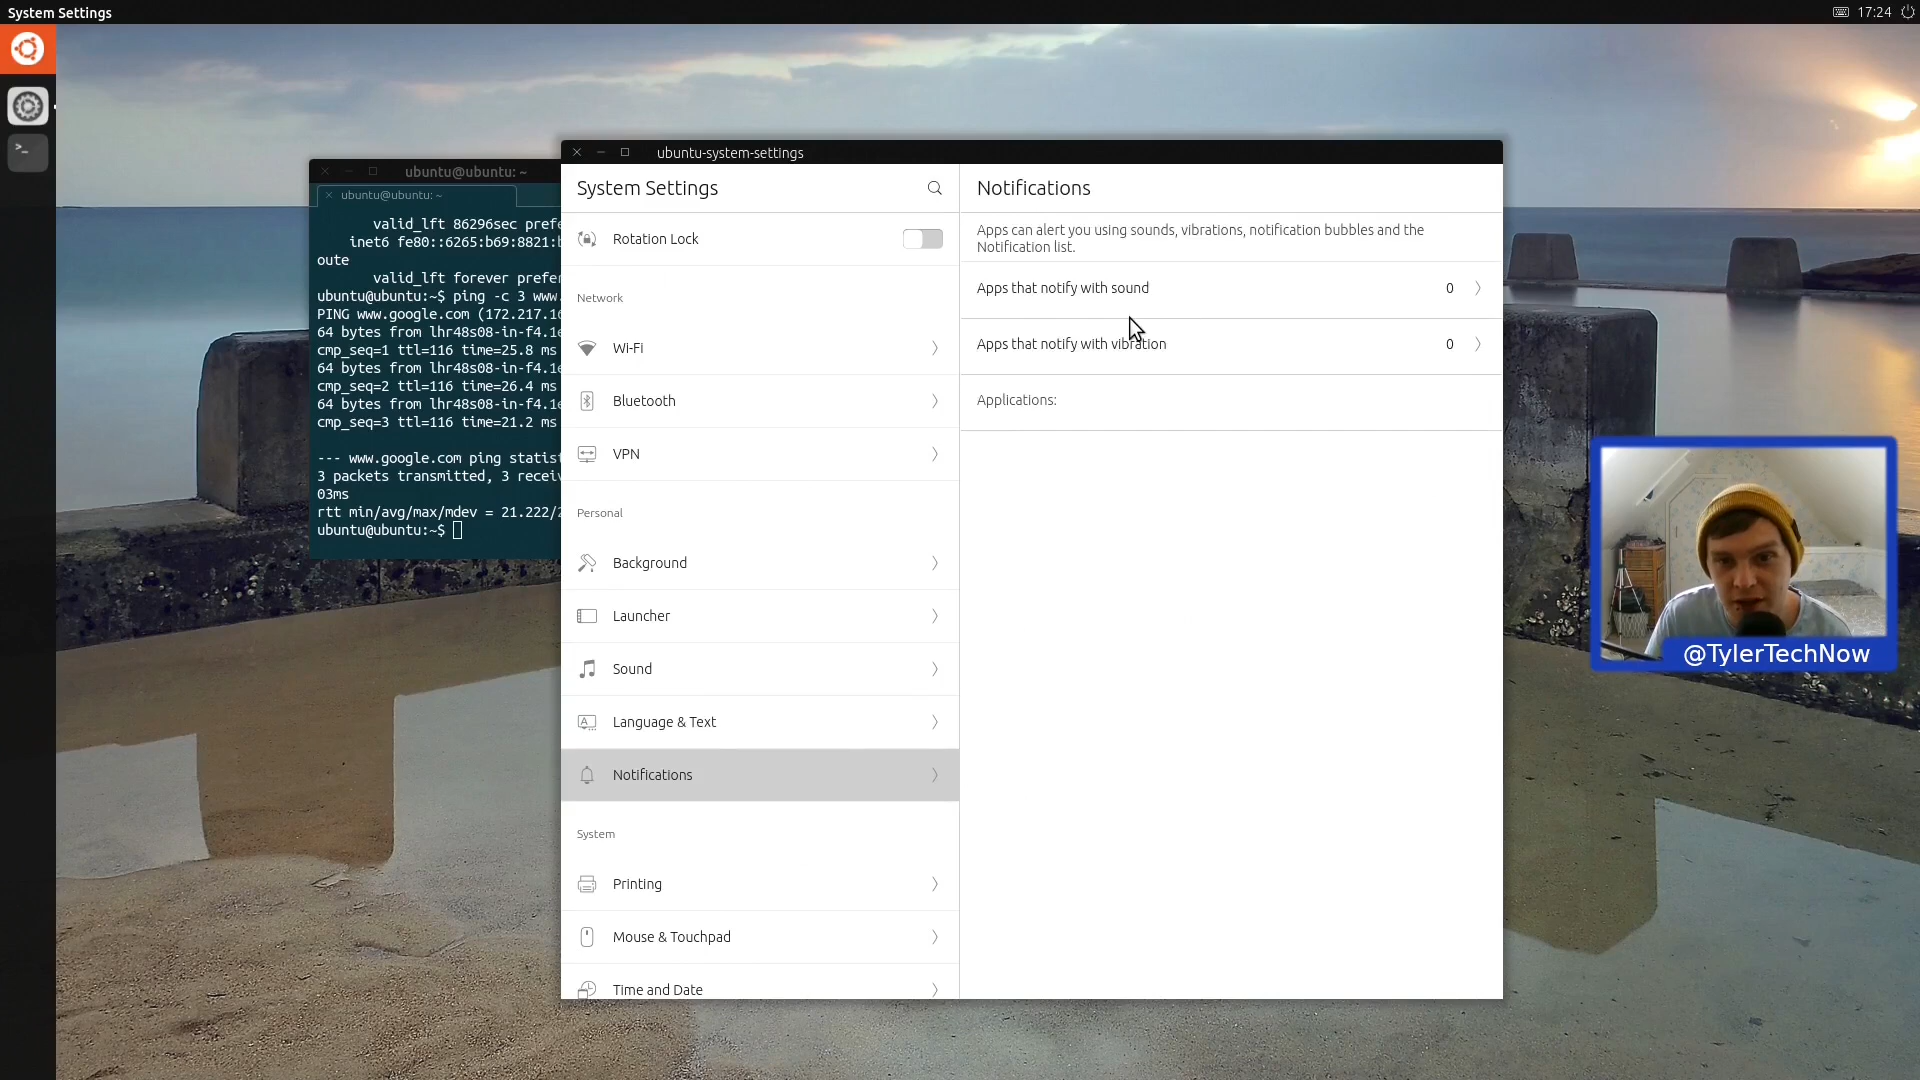 System Settings
17:24
ubuntu@ubuntu: ~
ubuntu@ubuntu: ~
valid_lft 86296sec
inet6 fe80::6265:b69:8821:
oute
valid_lft forever
ubuntu@ubuntu:~$ ping -c 3 www.
PING www.google.com (172.217.16
64 bytes from lhr48s08-in-f4.1e
cmp_seq=1 ttl=116 time=25.8 ms
64 bytes from lhr48s08-in-f4.1e
cmp_seq=2 ttl=116 time=26.4 ms
64 bytes from lhr48s08-in-f4.1e
cmp_seq=3 ttl=116 time=21.2 ms
--- www.google.com ping statis
3 packets transmitted, 3 recei
03ms
rtt min/avg/max/mdev = 21.222/
ubuntu@ubuntu:~$
ubuntu-system-settings
System Settings
Rotation Lock
Network
Wi-Fi
Bluetooth
VPN
Personal
Background
Launcher
Sound
Language & Text
Notifications
System
Printing
Mouse & Touchpad
Time and Date
Notifications
Apps can alert you using sounds, vibrations, notification bubbles and the
Notification list.
Apps that notify with sound 0
Apps that notify with vibration 0
Applications:
@TylerTechNow